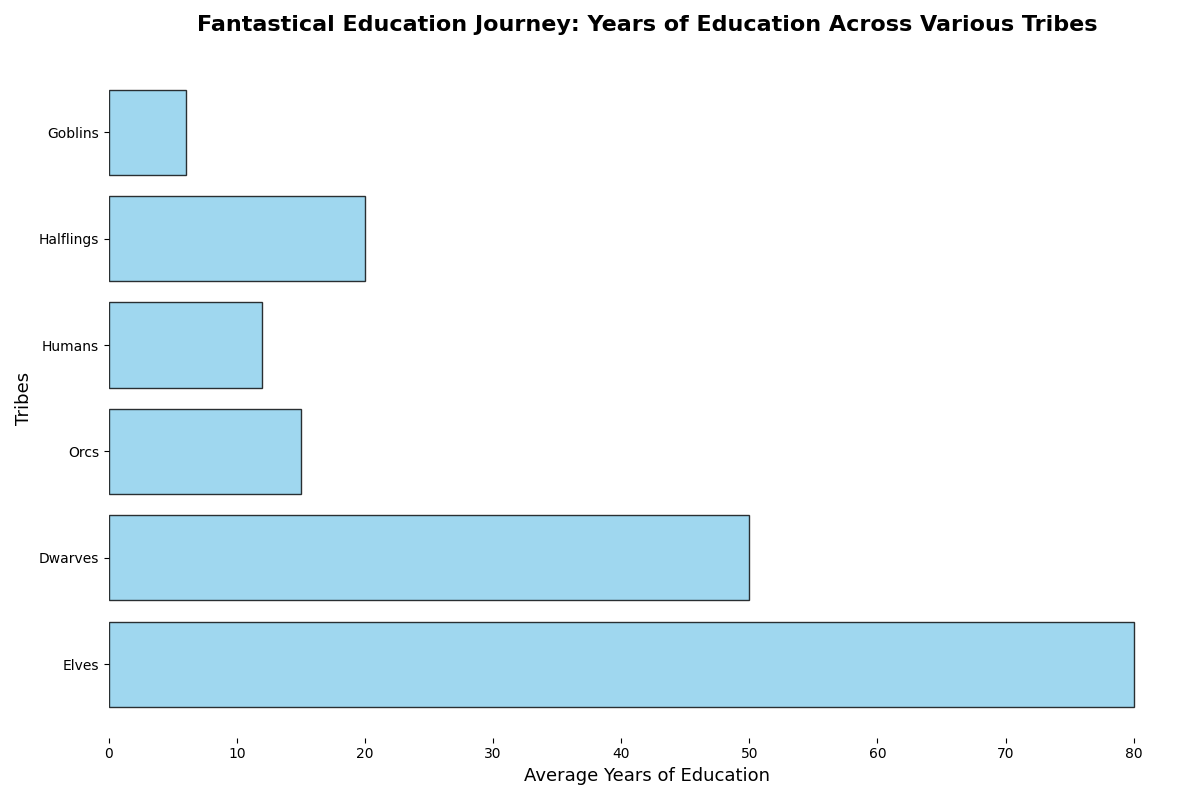 Fantastical Education Journey: Years of Education Across Various Tribes
Goblins
Halflings
Humans
Orcs
Dwarves
Elves
Tribes
0 10 20 30 40 50 60 70 80
Average Years of Education